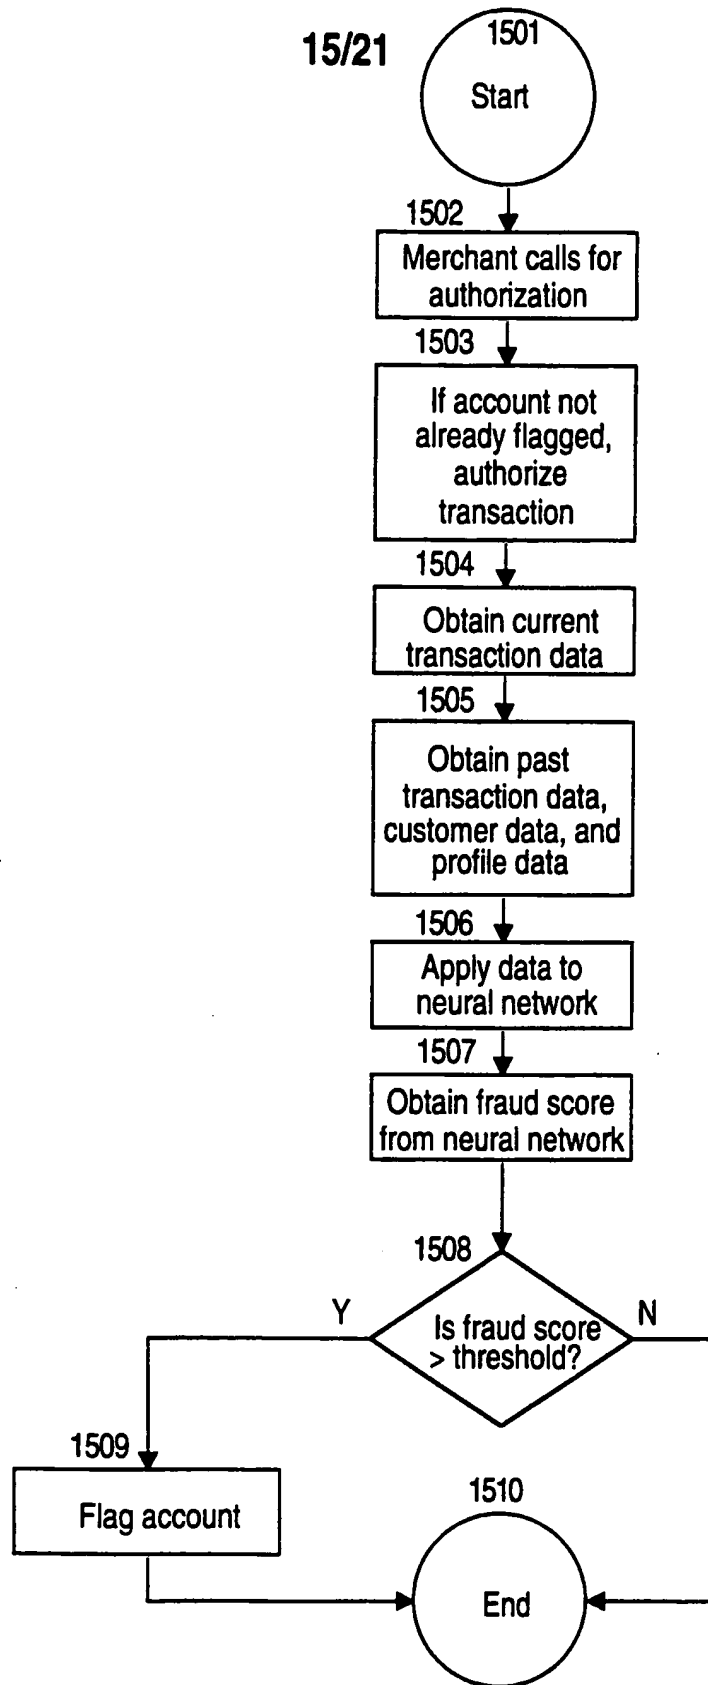 15/21
1501
Start
1502
Merchant calls for
authorization
1503
If account not
already flagged,
authorize
transaction
1504
Obtain current
transaction data
1505
Obtain past
transaction data,
customer data, and
profile data
1506
Apply data to
neural network
1507
Obtain fraud score
from neural network
1508
Y
N
Is fraud score
> threshold?
1509
Flag account
1510
End